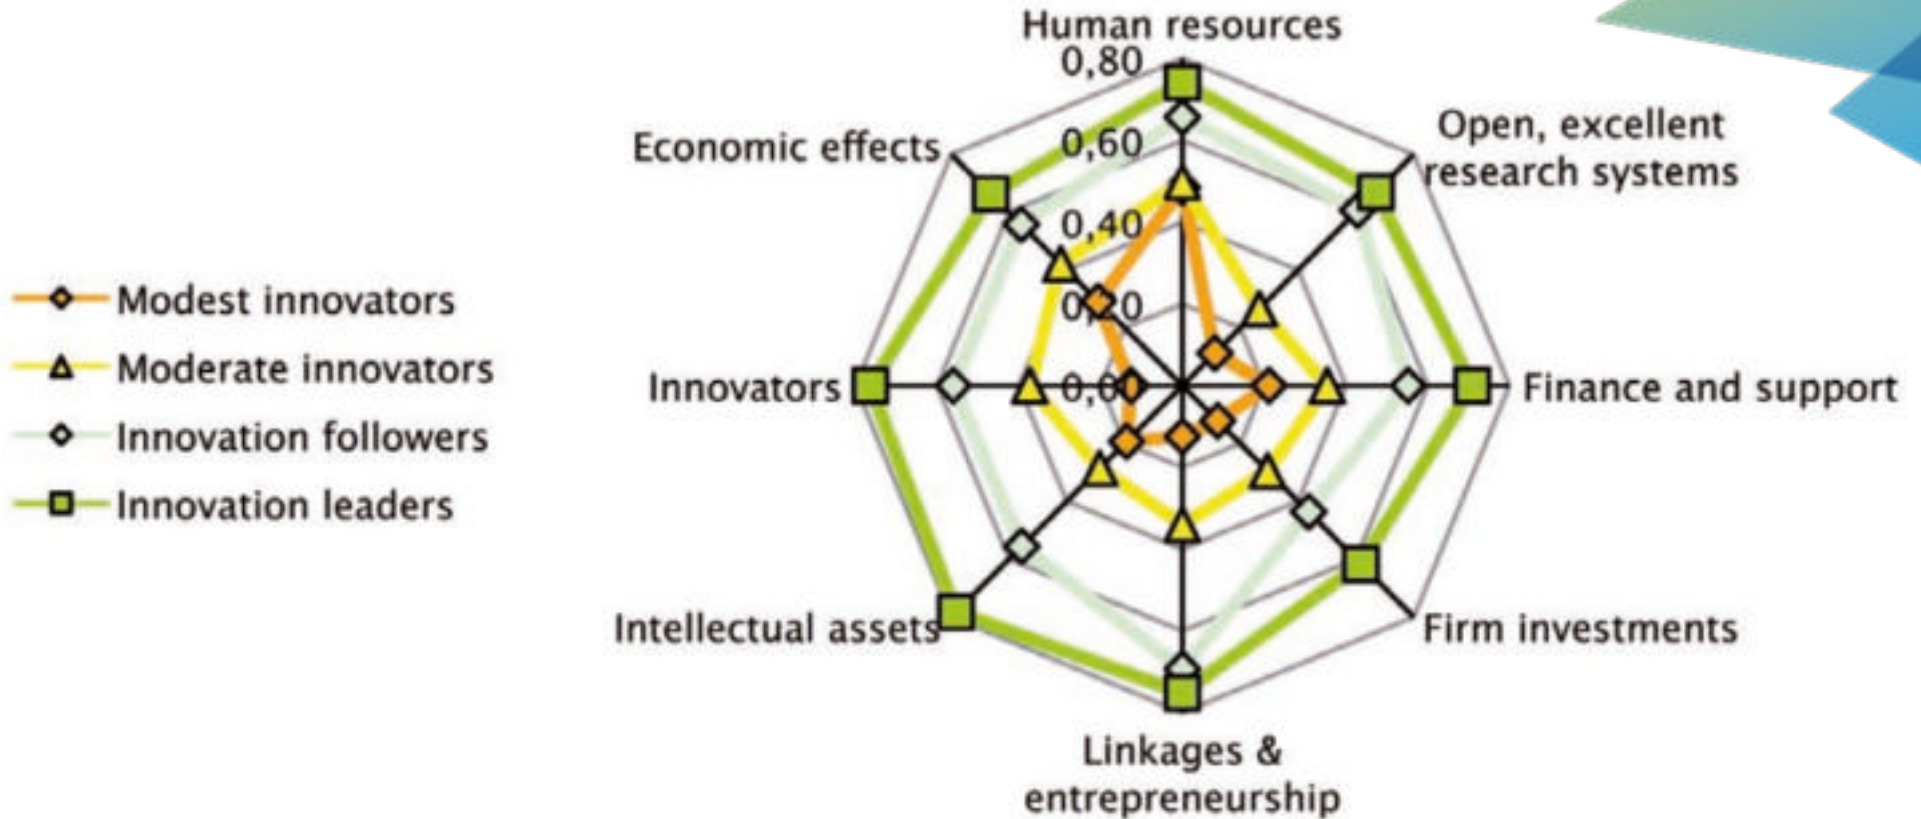 Human resources
0,80
Open, excellent
research systems
Economic effects
0,60
0,40
Modest innovators
Moderate innovators
Innovation followers
Innovation leaders
Innovators
Finance and support
Intellectual assets
Firm investments
Linkages &
entrepreneurship